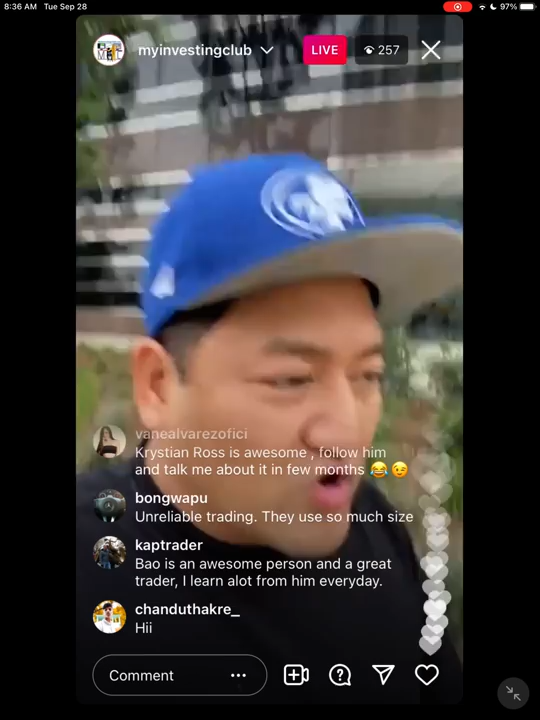 8:36 AM Tue Sep 28
97%
myinvestingclub
LIVE
257
vanealvarezofici
Krystian Ross is awesome , follow him
and talk me about it in few months 😂 😉
bongwapu
Unreliable trading. They use so much size
kaptrader
Bao is an awesome person and a great
trader, I learn alot from him everyday.
chanduthakre_
Hii
Comment